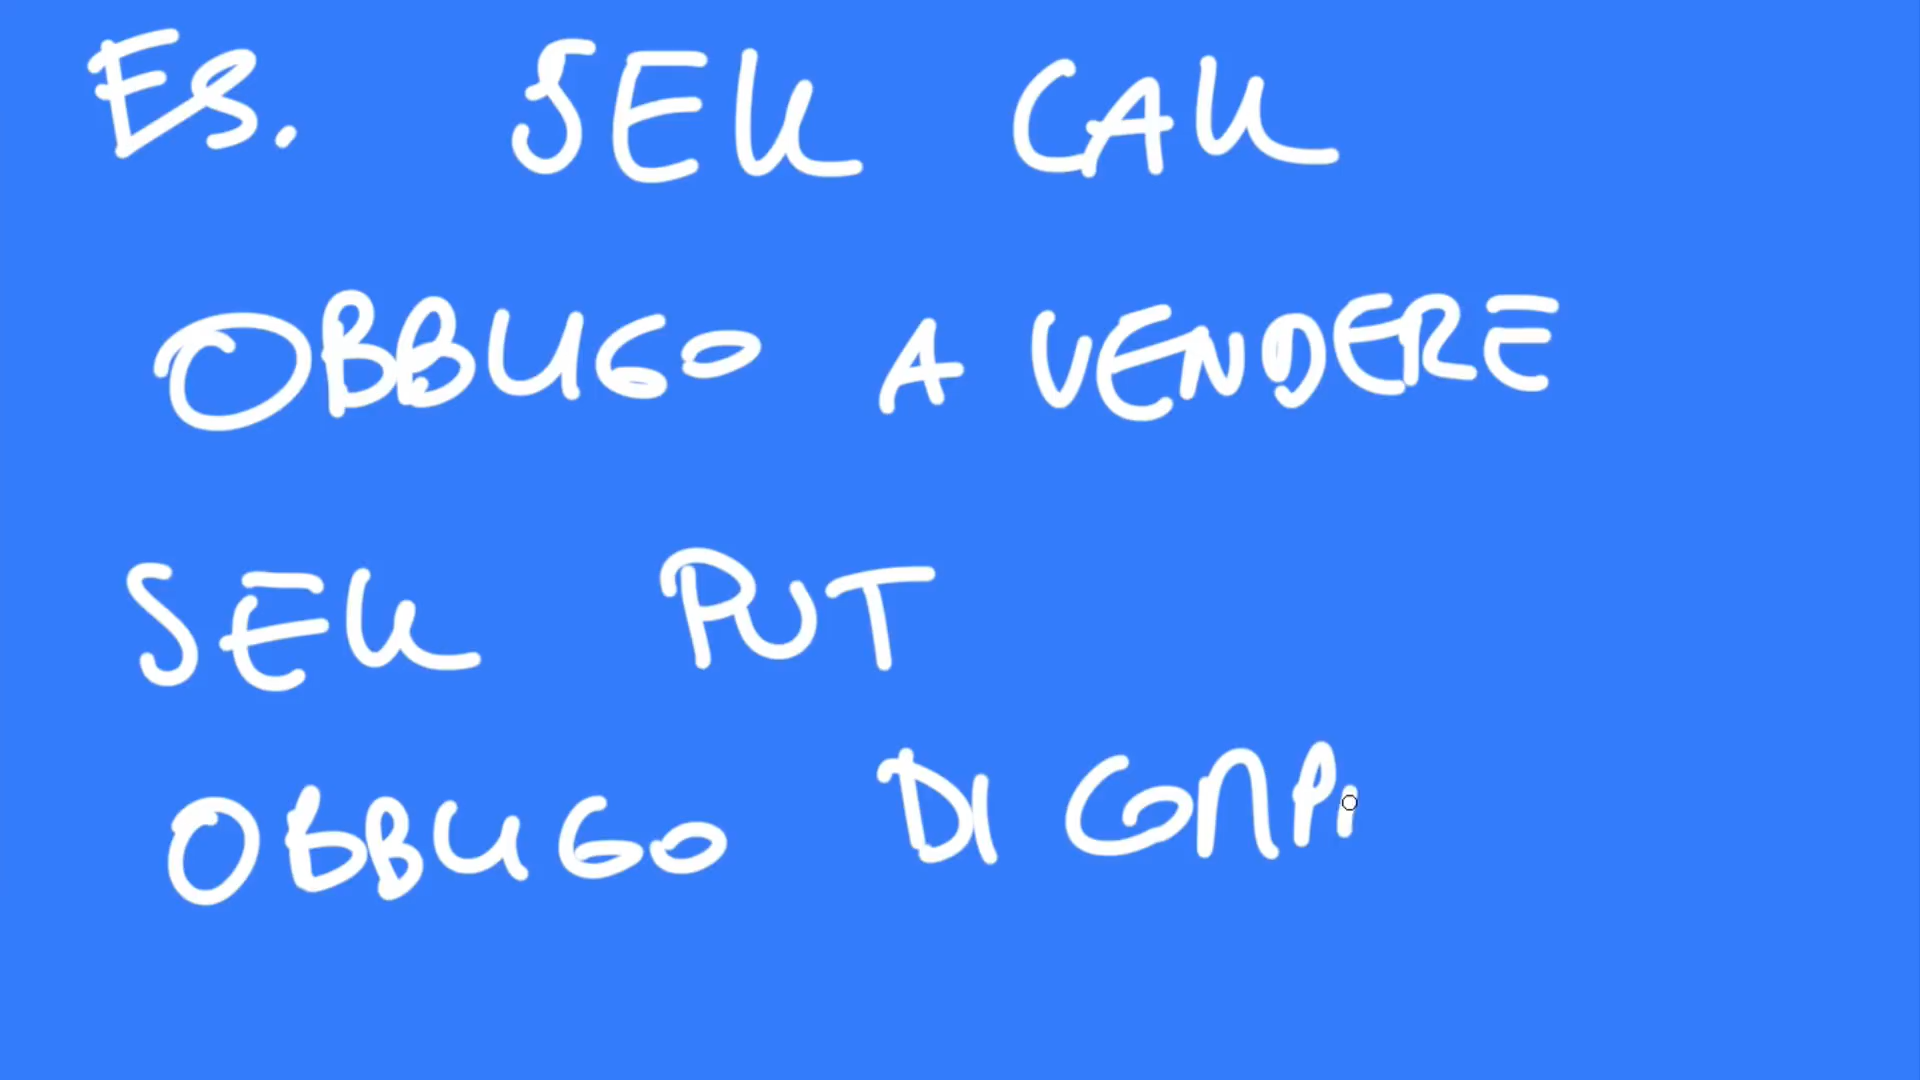 ES. SELL CALL
OBBLIGO A VENDERE
SELL PUT
OBBLIGO DI COMP